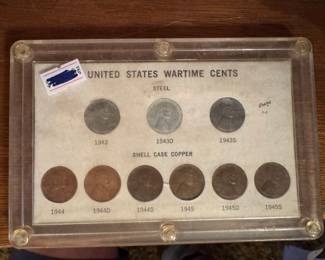 UNITED STATES WARTIME CENTS
STEEL
1943 1943D 1943S
SHELL CASE COPPER
1944 1944D 1944S 1945 1945D 1945S